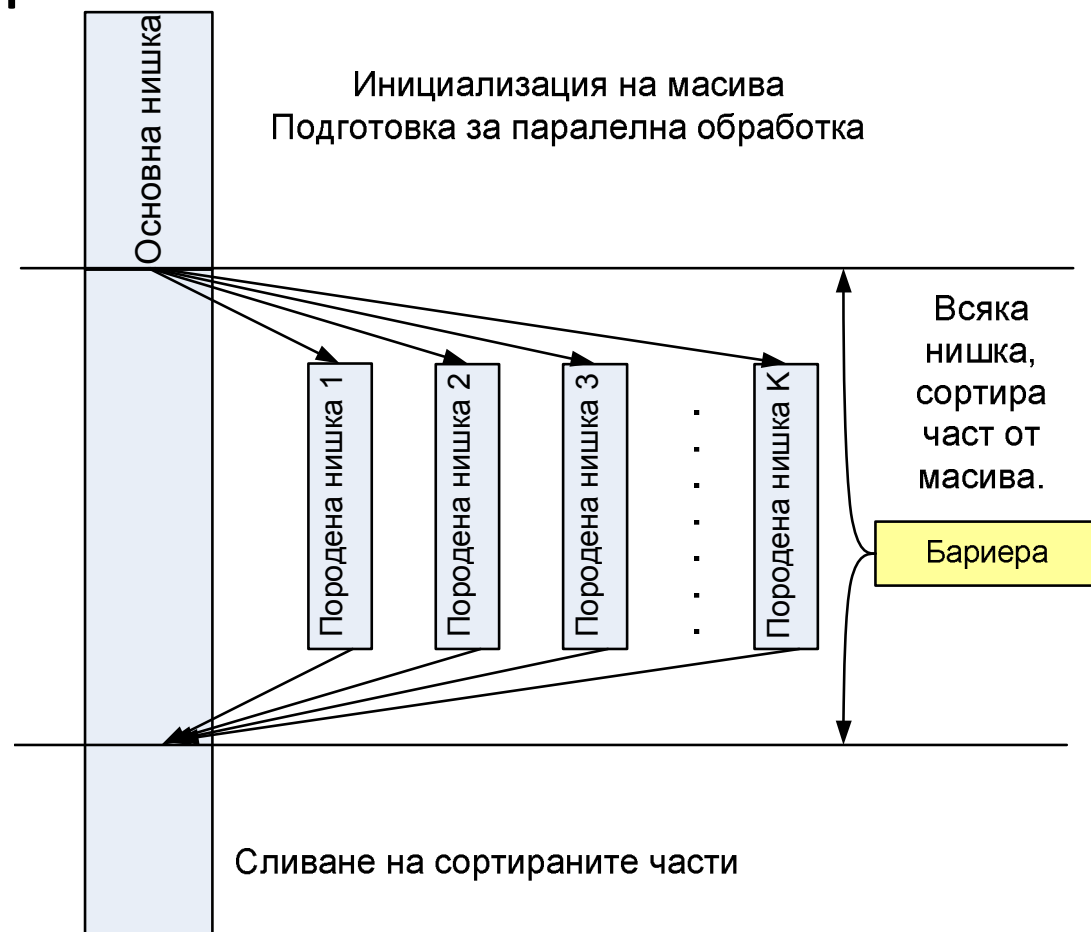 Основна нишка
Инициализация на масива
Подготовка за паралелна обработка
Породена нишка 1
Породена нишка 2
Породена нишка 3
Породена нишка K
Всяка
нишка,
сортира
част от
масива.
Бариера
Сливане на сортираните части